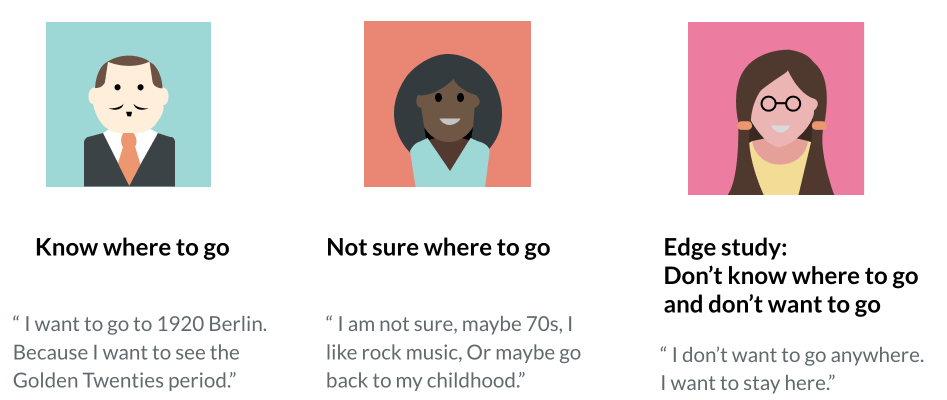 Know where to go
“ I want to go to 1920 Berlin.
Because I want to see the
Golden Twenties period.”
Not sure where to go
“ I am not sure, maybe 70s, I
like rock music, Or maybe go
back to my childhood.”
Edge study:
Don’t know where to go
and don’t want to go
“ I don’t want to go anywhere.
I want to stay here.”